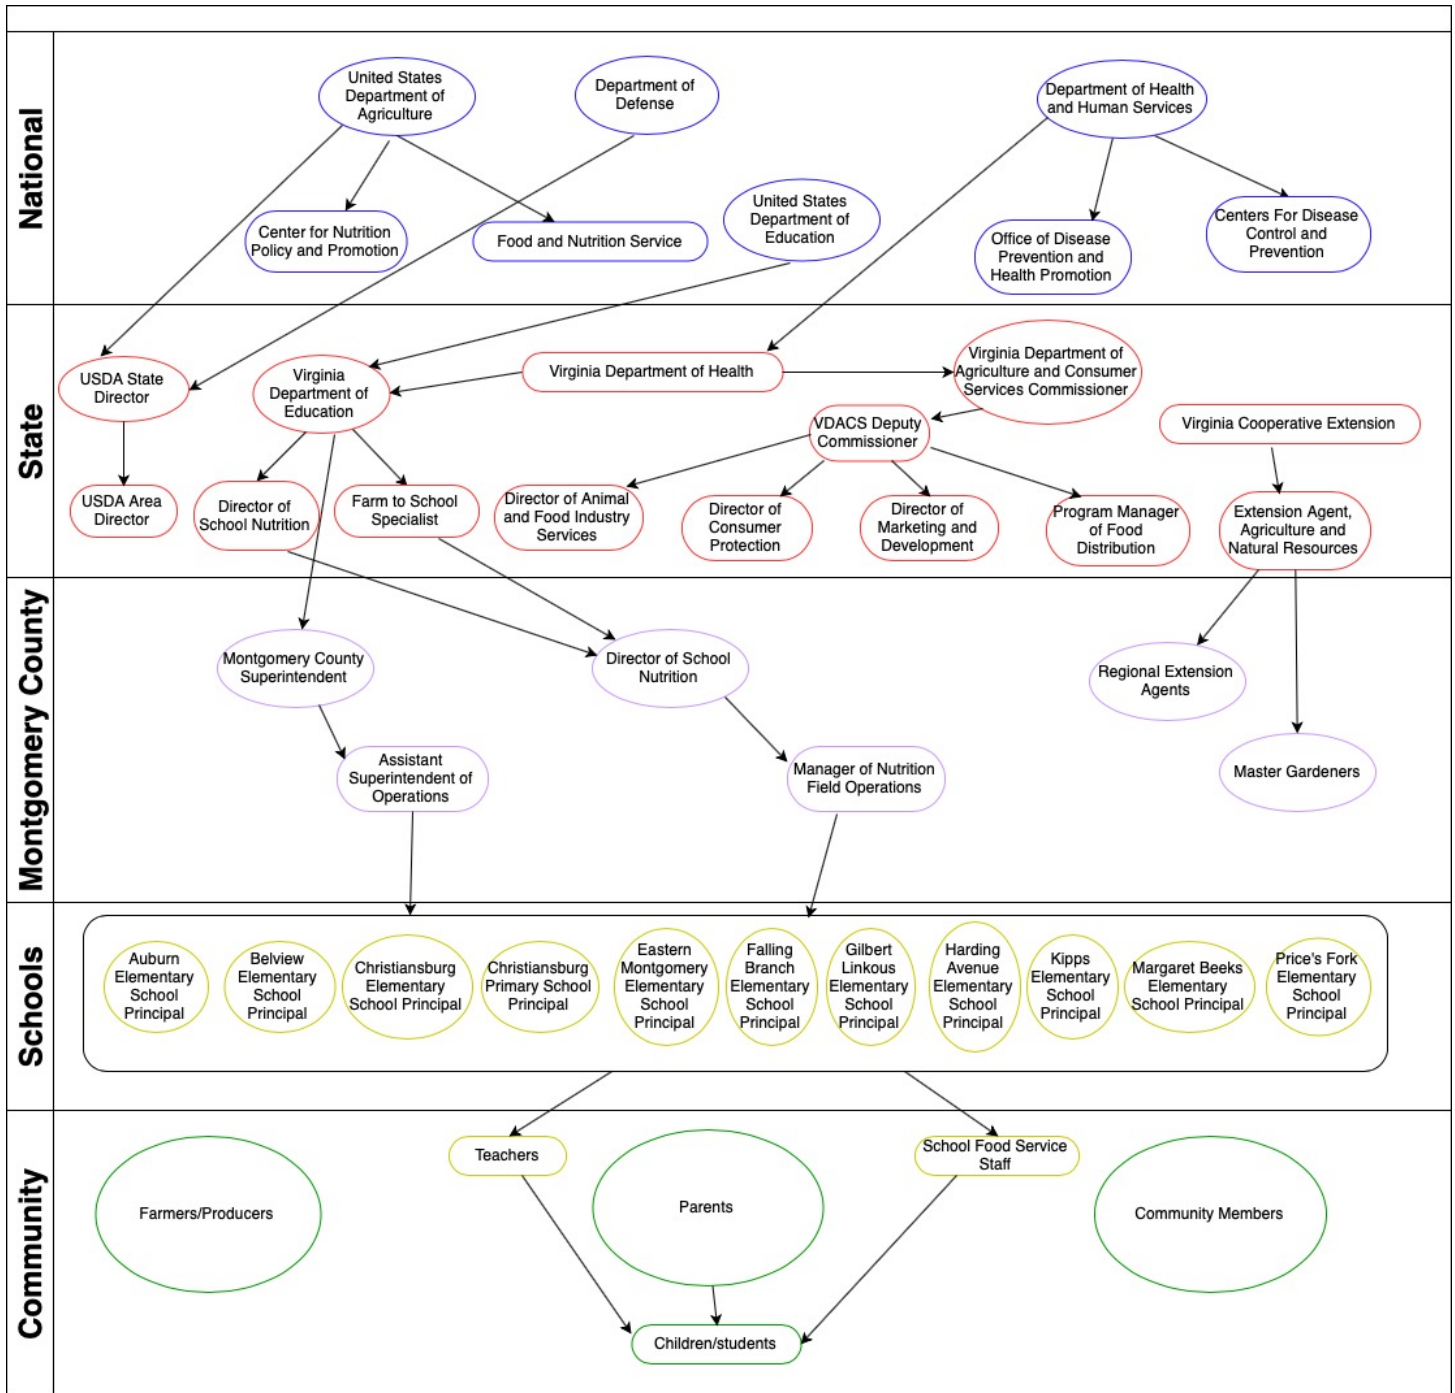 National
United States
Department of
Agriculture
Department of
Defense
Department of Health
and Human Services
United States
Department of
Education
Center for Nutrition
Policy and Promotion
Food and Nutrition Service
Office of Disease
Prevention and
Health Promotion
Centers For Disease
Control and
Prevention
State
USDA State
Director
Virginia
Department of
Education
Virginia Department of Health
Virginia Department of
Agriculture and Consumer
Services Commissioner
VDACS Deputy
Commissioner
Virginia Cooperative Extension
USDA Area
Director
Director of
School Nutrition
Farm to School
Specialist
Director of Animal
and Food Industry
Services
Director of
Consumer
Protection
Director of
Marketing and
Development
Program Manager
of Food
Distribution
Extension Agent,
Agriculture and
Natural Resources
Montgomery County
Montgomery County
Superintendent
Director of School
Nutrition
Regional Extension
Agents
Assistant
Superintendent of
Operations
Manager of Nutrition
Field Operations
Master Gardeners
Schools
Auburn
Elementary
School
Principal
Belview
Elementary
School
Principal
Christiansburg
Elementary
School Principal
Christiansburg
Primary School
Principal
Eastern
Montgomery
Elementary
School
Principal
Falling
Branch
Elementary
School
Principal
Gilbert
Linkous
Elementary
School
Principal
Harding
Avenue
Elementary
School
Principal
Kipps
Elementary
School
Principal
Margaret Beeks
Elementary
School Principal
Price's Fork
Elementary
School
Principal
Community
Teachers
School Food Service
Staff
Farmers/Producers
Parents
Community Members
Children/students